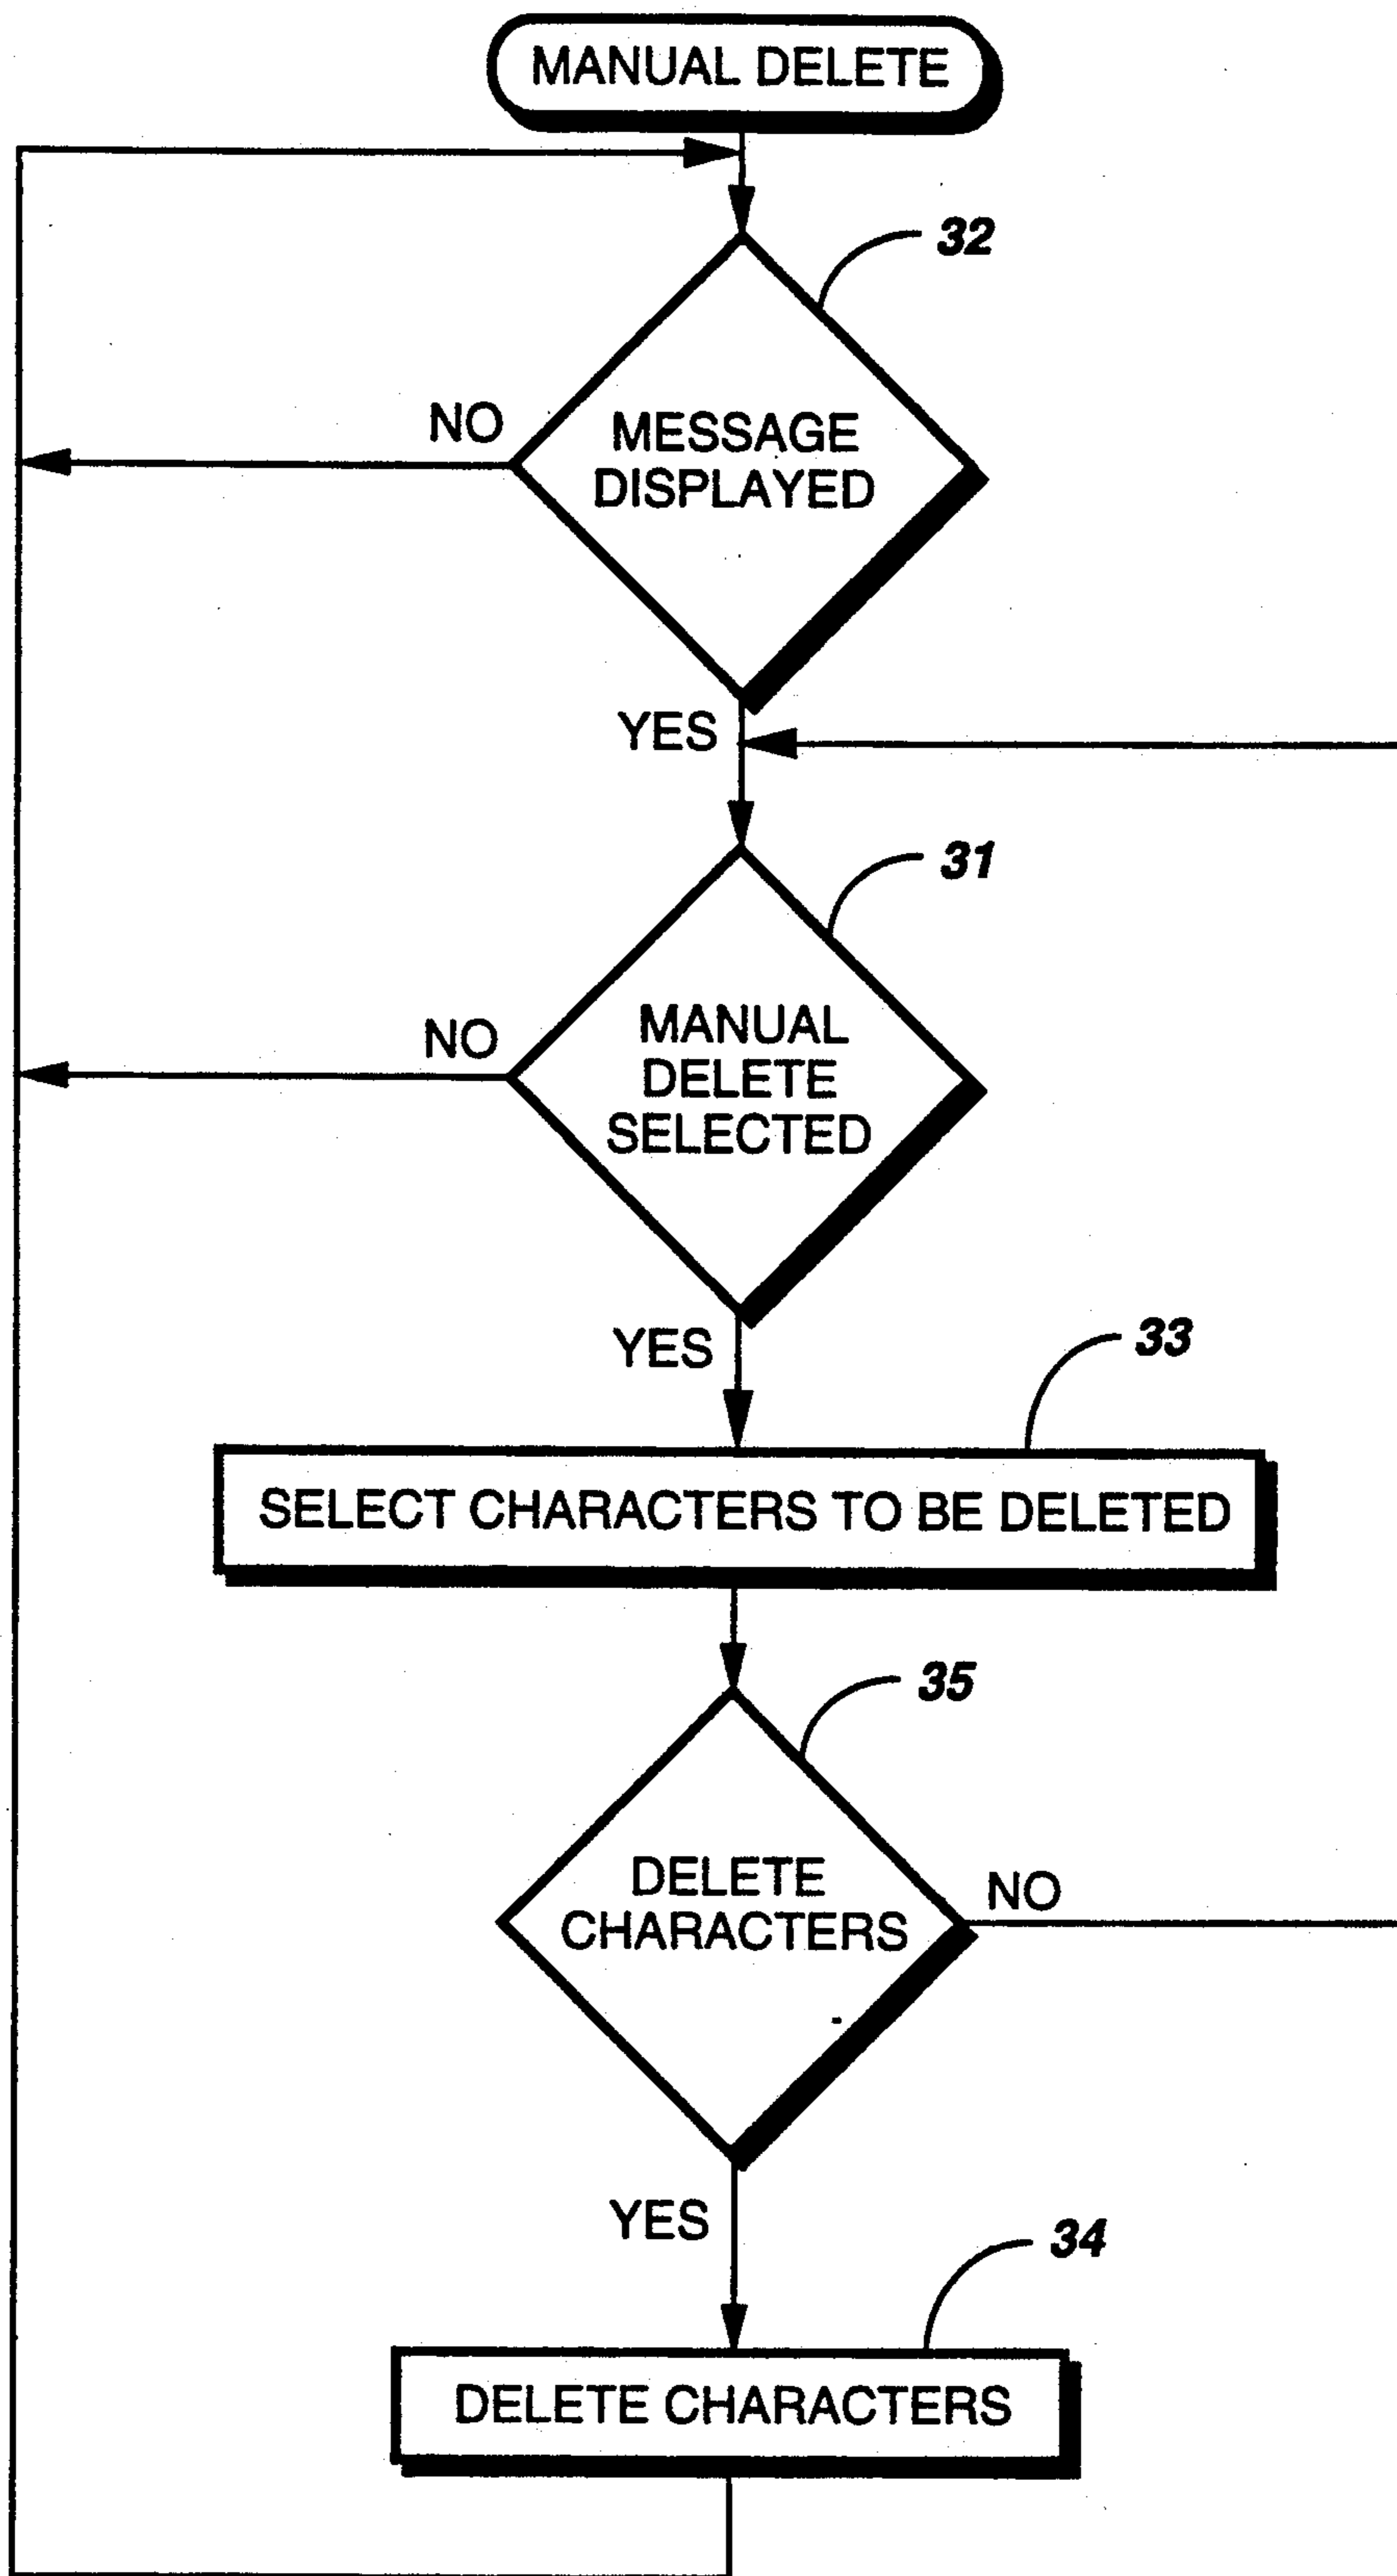 MANUAL DELETE
32
NO
MESSAGE
DISPLAYED
YES
31
NO
MANUAL
DELETE
SELECTED
YES
33
SELECT CHARACTERS TO BE DELETED
35
DELETE
CHARACTERS
NO
YES
34
DELETE CHARACTERS